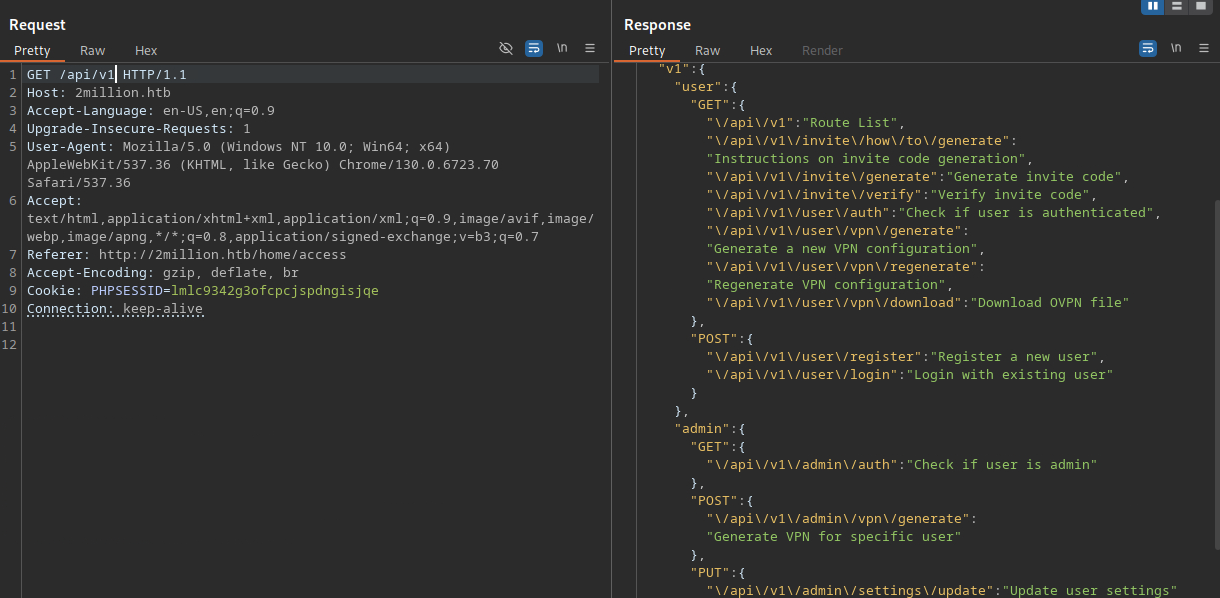 Request
Pretty Raw Hex
\n
1 GET /api/v1 HTTP/1.1
2 Host: 2million.htb
3 Accept-Language: en-US,en;q=0.9
4 Upgrade-Insecure-Requests: 1
5 User-Agent: Mozilla/5.0 (Windows NT 10.0; Win64; x64)
AppleWebKit/537.36 (KHTML, like Gecko) Chrome/130.0.6723.70
Safari/537.36
6 Accept:
text/html,application/xhtml+xml,application/xml;q=0.9,image/avif,image/
webp,image/apng,*/*;q=0.8,application/signed-exchange;v=b3;q=0.7
7 Referer: http://2million.htb/home/access
8 Accept-Encoding: gzip, deflate, br
9 Cookie: PHPSESSID=lmlc9342g3ofcpcjspdngisjqe
10 Connection: keep-alive
11
12
Response
Pretty Raw Hex Render
\n
"v1":{
"user":{
"GET":{
"\/api\/v1":"Route List",
"\/api\/v1\/invite\/how\/to\/generate":
"Instructions on invite code generation",
"\/api\/v1\/invite\/generate":"Generate invite code",
"\/api\/v1\/invite\/verify":"Verify invite code",
"\/api\/v1\/user\/auth":"Check if user is authenticated",
"\/api\/v1\/user\/vpn\/generate":
"Generate a new VPN configuration",
"\/api\/v1\/user\/vpn\/regenerate":
"Regenerate VPN configuration",
"\/api\/v1\/user\/vpn\/download":"Download OVPN file"
},
"POST":{
"\/api\/v1\/user\/register":"Register a new user",
"\/api\/v1\/user\/login":"Login with existing user"
}
},
"admin":{
"GET":{
"\/api\/v1\/admin\/auth":"Check if user is admin"
},
"POST":{
"\/api\/v1\/admin\/vpn\/generate":
"Generate VPN for specific user"
},
"PUT":{
"\/api\/v1\/admin\/settings\/update":"Update user settings"